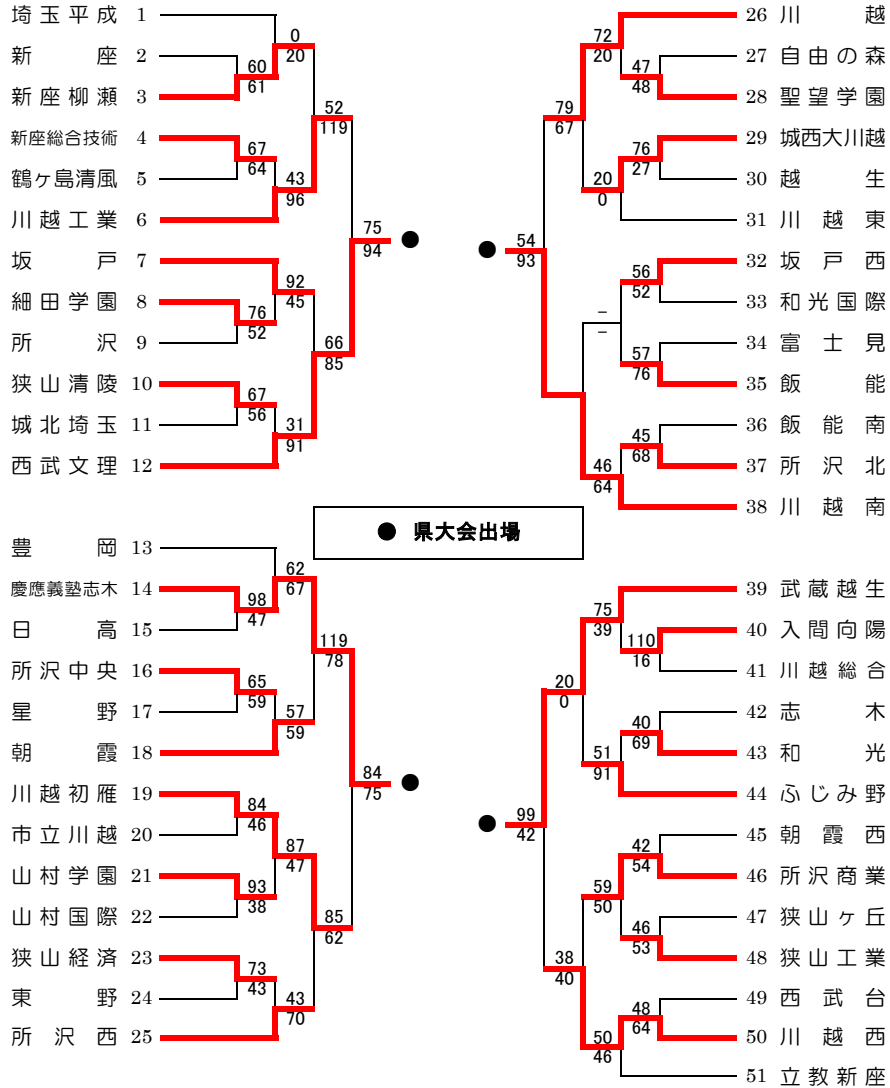 埼玉平成 1
新座 2
新座柳瀬 3
新座総合技術 4
鶴ヶ島清風 5
川越工業 6
坂戸 7
細田学園 8
所沢 9
狭山清陵 10
城北埼玉 11
西武文理 12
0
20
60
61
52
119
67
64
43
96
75
94
●
92
45
76
52
66
85
67
56
31
91
26 川越
27 自由の森
28 聖望学園
29 城西大川越
30 越生
31 川越東
32 坂戸西
33 和光国際
34 富士見
35 飯能
36 飯能南
37 所沢北
38 川越南
72
20
47
48
79
67
76
27
20
0
●
54
93
56
52
–
–
57
76
45
68
46
64
● 県大会出場
豊岡 13
慶應義塾志木 14
日高 15
所沢中央 16
星野 17
朝霞 18
川越初雁 19
市立川越 20
山村学園 21
山村国際 22
狭山経済 23
東野 24
所沢西 25
62
67
98
47
119
78
65
59
57
59
84
75
●
84
46
87
47
93
38
85
62
73
43
43
70
39 武蔵越生
40 入間向陽
41 川越総合
42 志木
43 和光
44 ふじみ野
45 朝霞西
46 所沢商業
47 狭山ヶ丘
48 狭山工業
49 西武台
50 川越西
51 立教新座
75
39
110
16
20
0
40
69
51
91
●
99
42
42
54
59
50
46
53
38
40
48
64
50
46